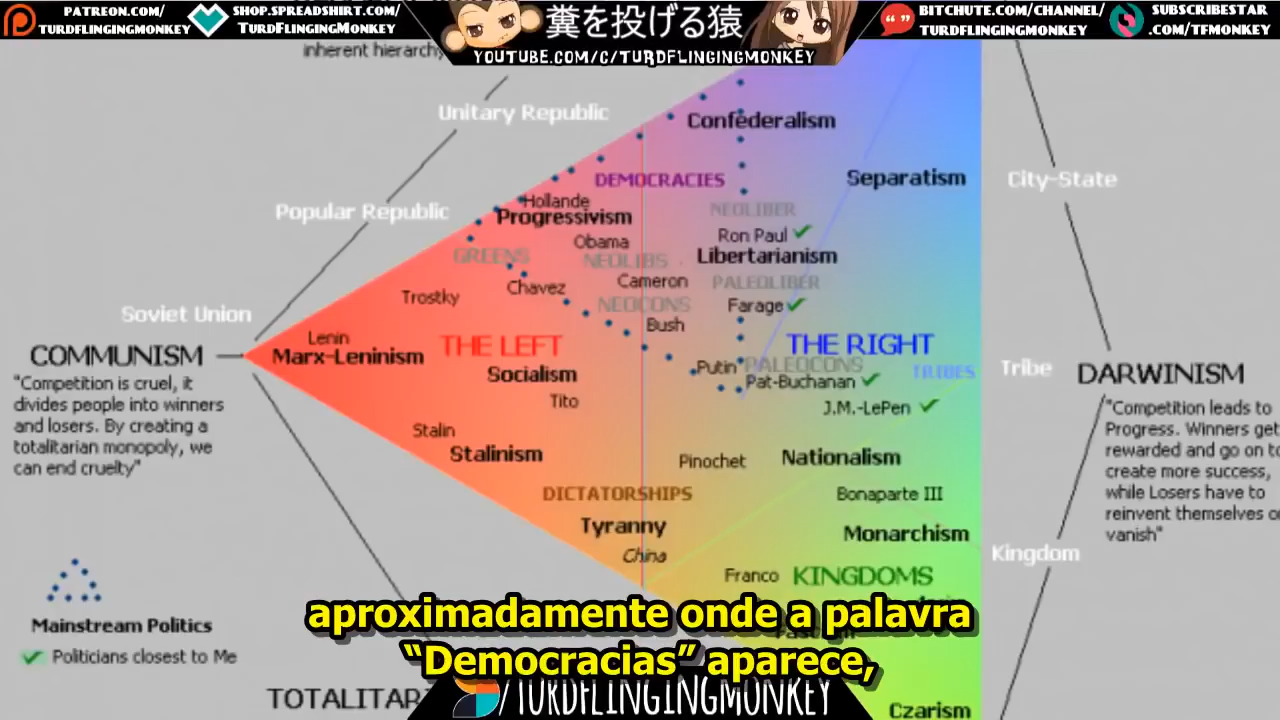 PATREON.COM/
TURDFLINGINGMONKEY
SHOP.SPREADSHIRT.COM/
TURDFLINGINGMONKEY
糞を投げる猿
YOUTUBE.COM/C/TURDFLINGINGMONKEY
BITCHUTE.COM/CHANNEL/
TURDFLINGINGMONKEY
SUBSCRIBESTAR
.COM/TFMONKEY
inherent hierarchy
Unitary Republic
Confederalism
DEMOCRACIES
Separatism
City-State
Hollande
Popular Republic
Progressivism
NEOLIBER
Ron Paul ✓
Obama
GREENS
NEOLIBS
Libertarianism
Cameron
PALEOLIBER
Chavez
Trostky
NEOCONS
Farage ✓
Soviet Union
Bush
Lenin
THE LEFT
THE RIGHT
COMMUNISM
Marx-Leninism
Putin
PALEOCONS
TRIBES
Tribe
DARWINISM
Socialism
Pat-Buchanan ✓
"Competition is cruel, it
divides people into winners
and losers. By creating a
totalitarian monopoly, we
can end cruelty"
Tito
J.M.-LePen ✓
"Competition leads to
Progress. Winners get
rewarded and go on to
create more success,
while Losers have to
reinvent themselves or
vanish"
Stalin
Stalinism
Pinochet
Nationalism
DICTATORSHIPS
Bonaparte III
Tyranny
Monarchism
China
Kingdom
Franco
KINGDOMS
Mainstream Politics
✓ Politicians closest to Me
aproximadamente onde a palavra
“Democracias” aparece,
TOTALITARI
/TURDFLINGINGMONKEY
Czarism